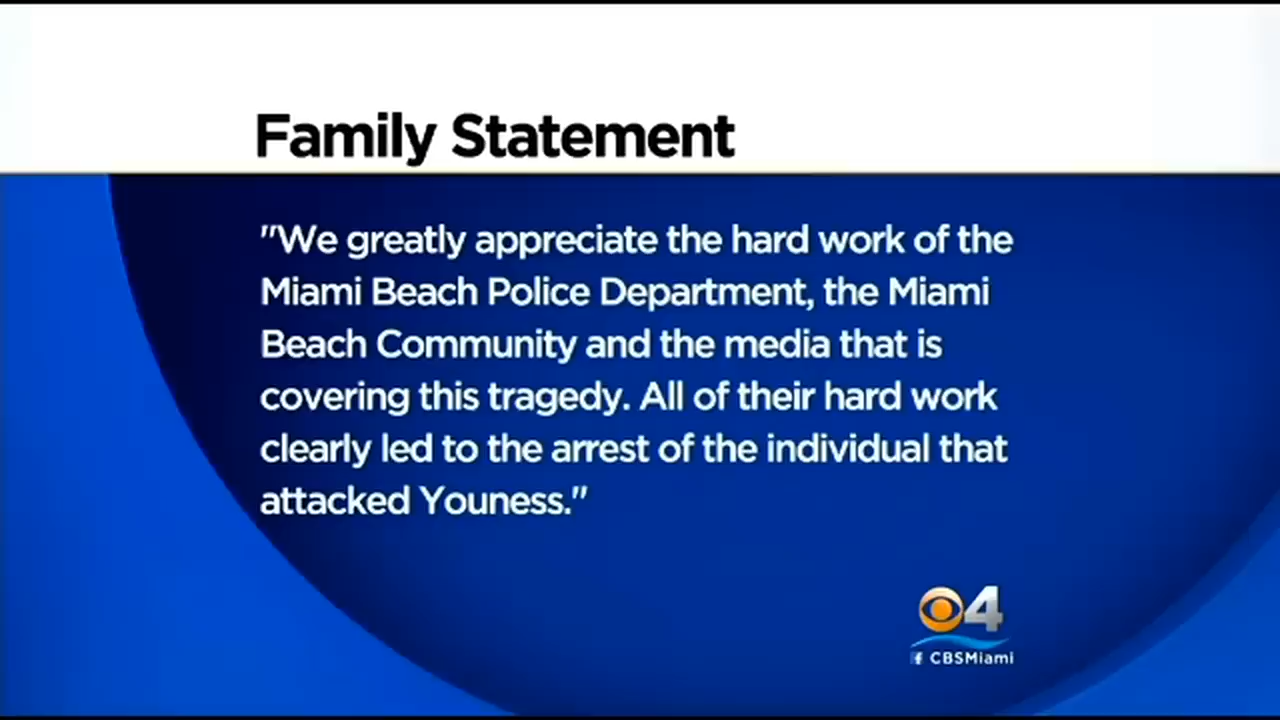 Family Statement
"We greatly appreciate the hard work of the
Miami Beach Police Department, the Miami
Beach Community and the media that is
covering this tragedy. All of their hard work
clearly led to the arrest of the individual that
attacked Youness."
4
f CBSMiami